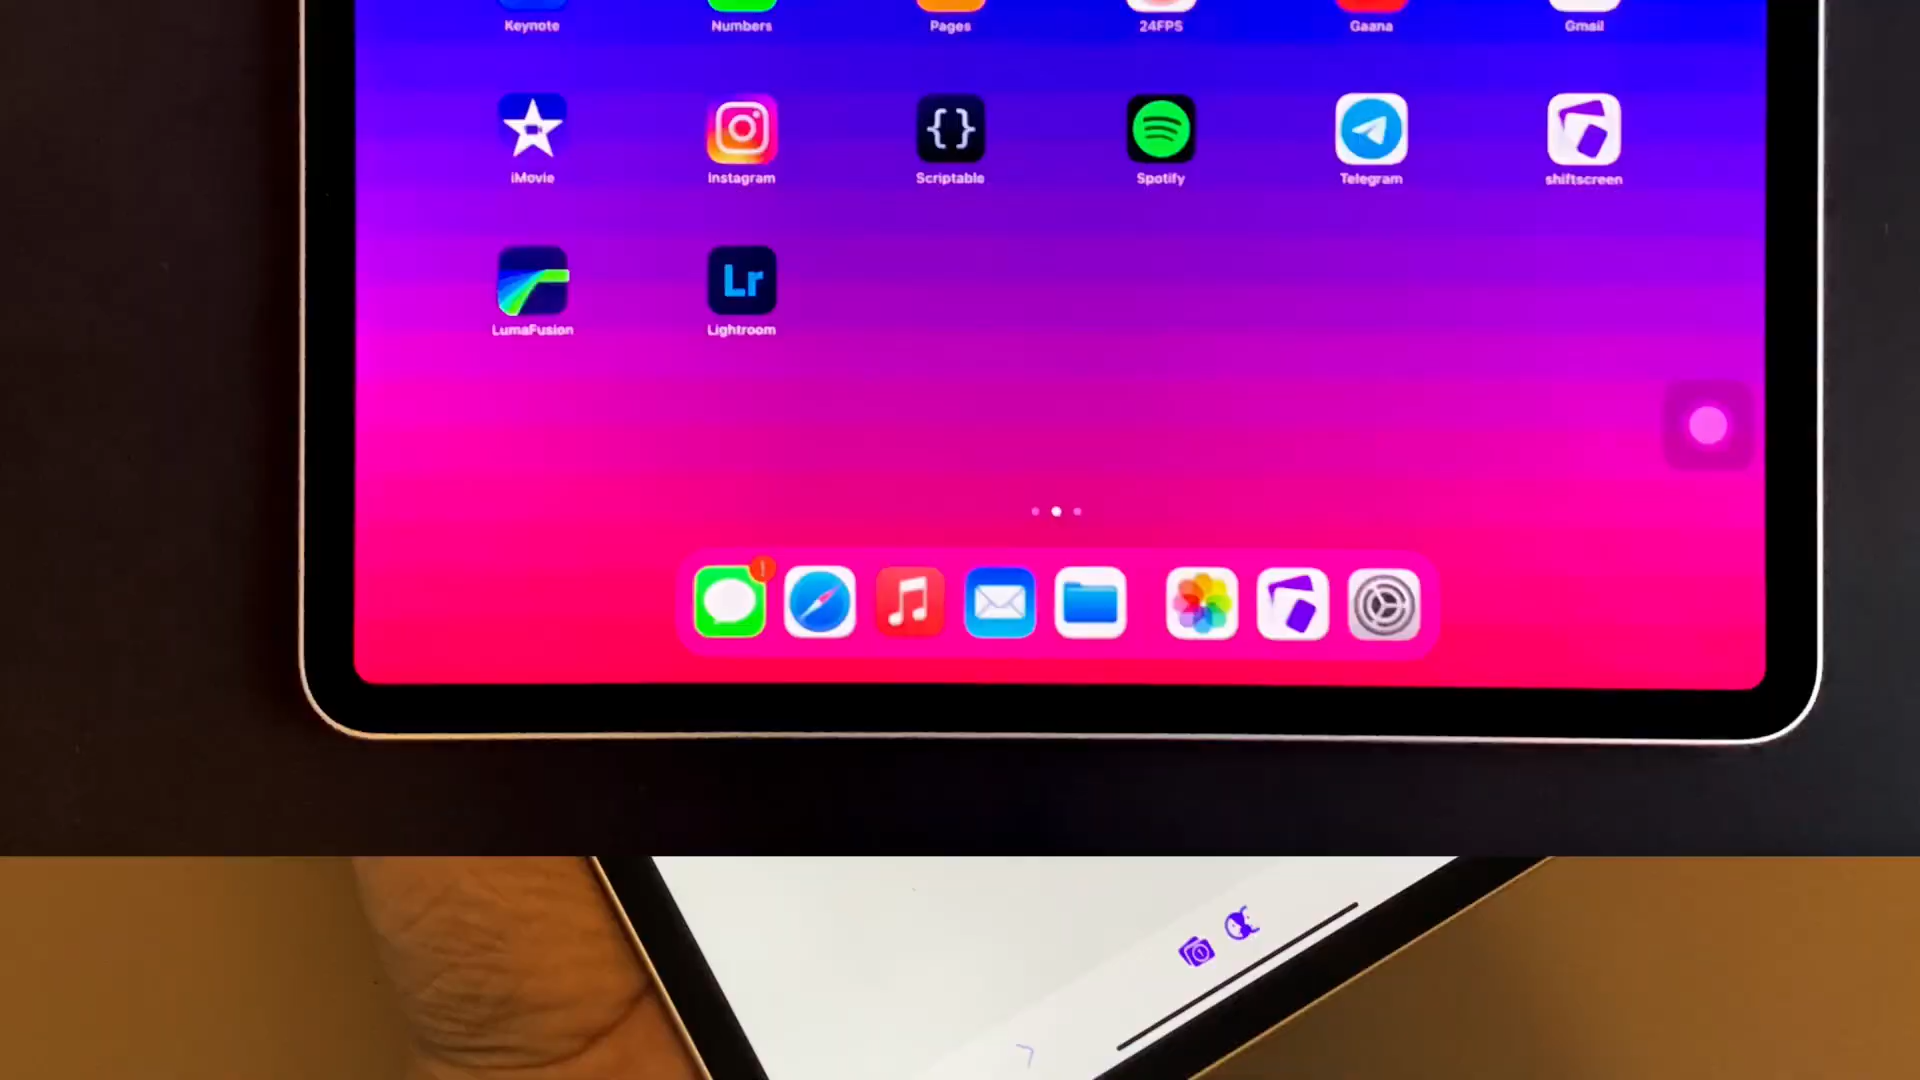 Keynote Numbers Pages 24FPS Gaana Gmail
iMovie Instagram Scriptable Spotify Telegram shiftscreen
Lr
LumaFusion Lightroom